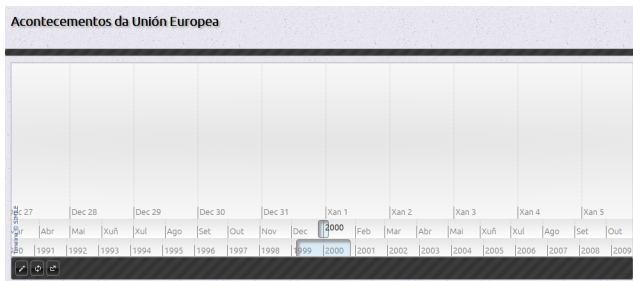 Acontecementos da Unión Europea
Dec 27 Dec 28 Dec 29 Dec 30 Dec 31 Xan 1 Xan 2 Xan 3 Xan 4 Xan 5
Abr Mai Xuñ Xul Ago Set Out Nov Dec 2000 Feb Mar Abr Mai Xuñ Xul Ago Set Out
1991 1992 1993 1994 1995 1996 1997 1998 1999 2000 2001 2002 2003 2004 2005 2006 2007 2008 2009
Timeline © SIMILE